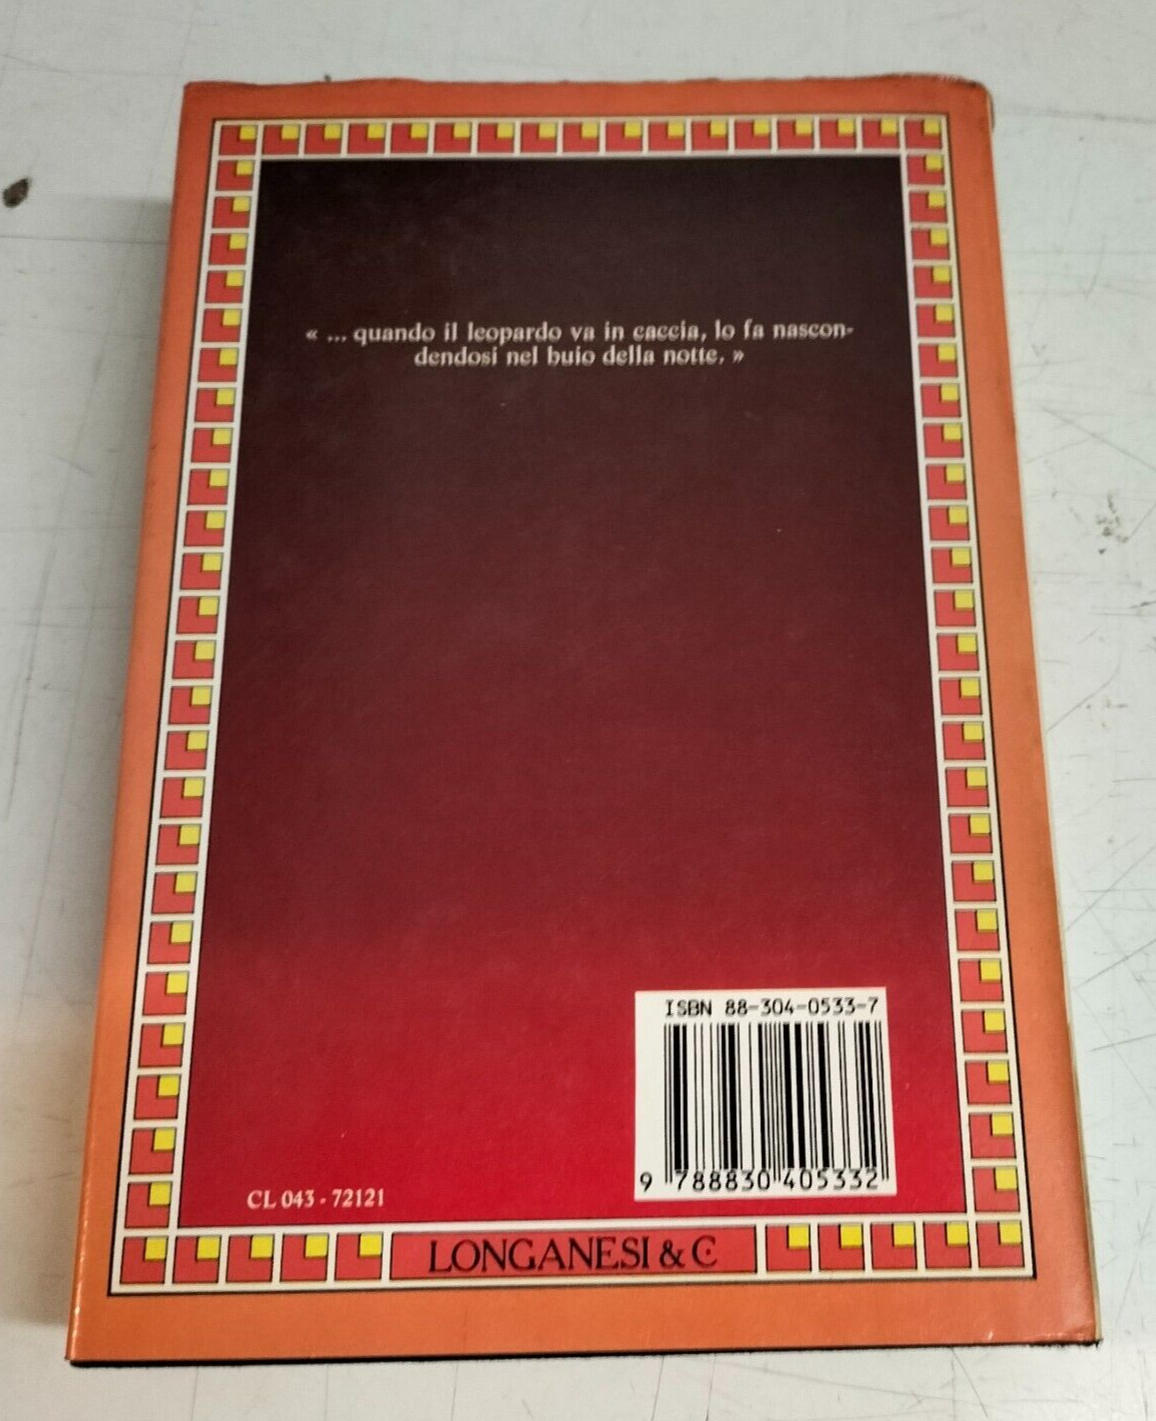 « ... quando il leopardo va in caccia, lo fa nascon-
dendosi nel buio della notte. »
ISBN 88-304-0533-7
9 788830 405332
CL 043 - 72121
LONGANESI & C.